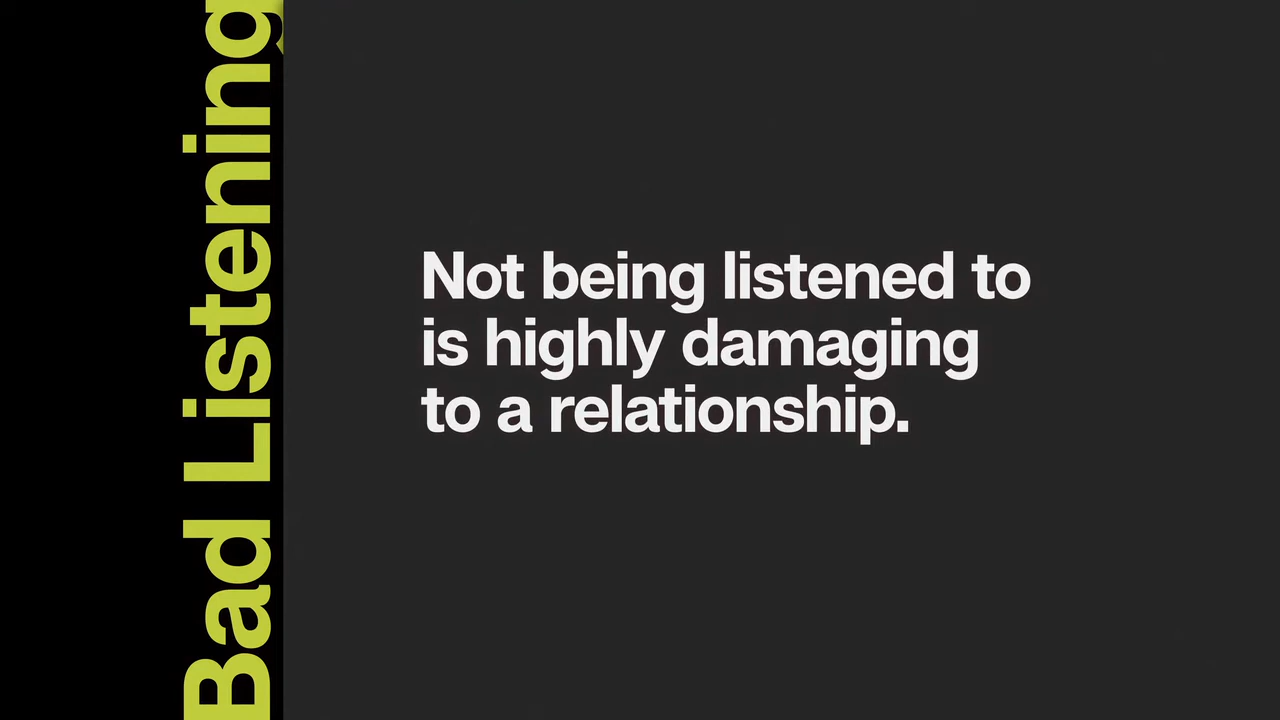 Bad Listening
Not being listened to
is highly damaging
to a relationship.